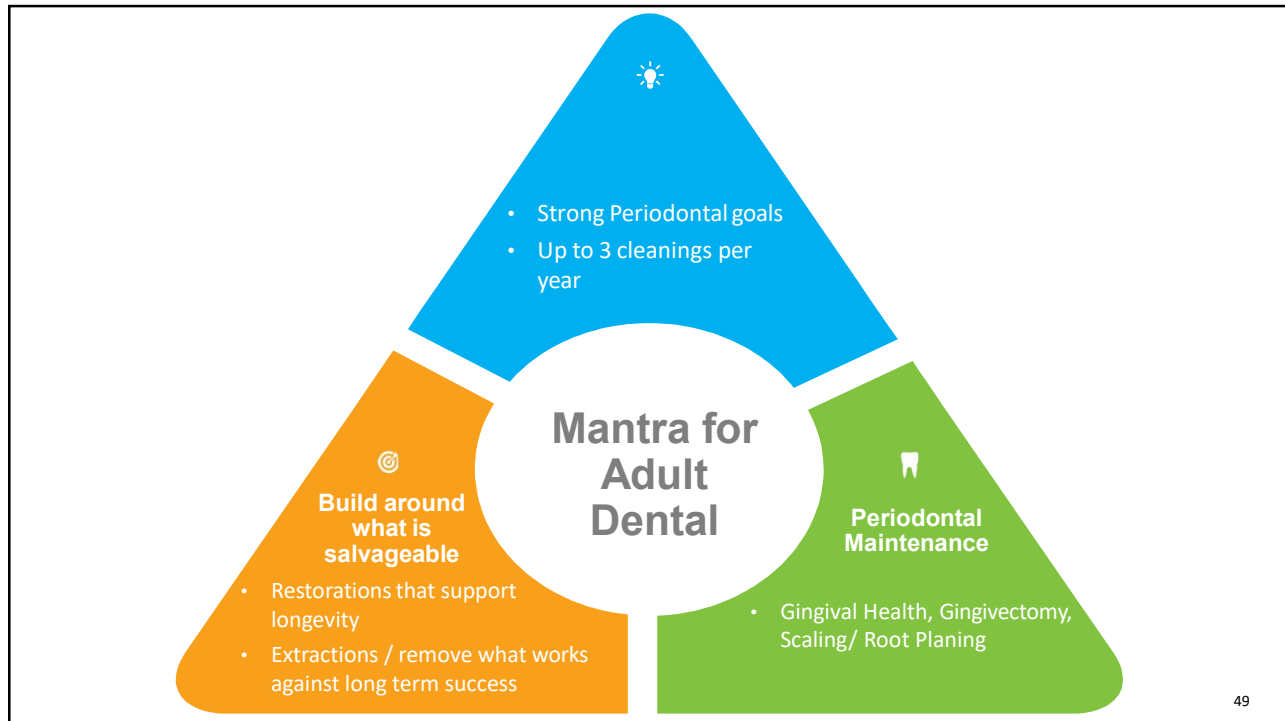 • Strong Periodontal goals
• Up to 3 cleanings per
year
Mantra for
Adult
Dental
Build around
what is
salvageable
• Restorations that support
longevity
• Extractions / remove what works
against long term success
Periodontal
Maintenance
• Gingival Health, Gingivectomy,
Scaling/ Root Planing
49